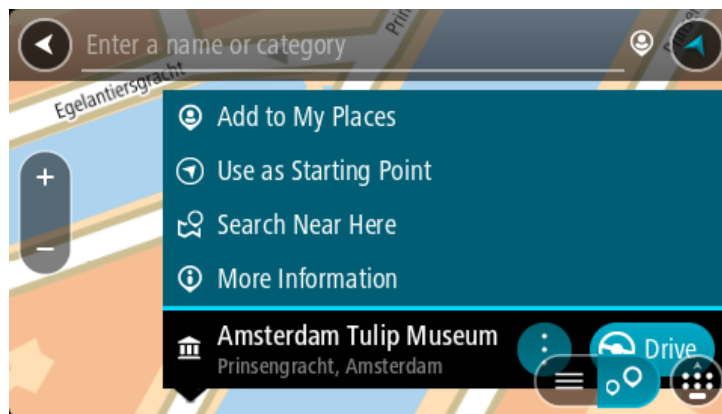 Enter a name or category
Egelantiersgracht
Add to My Places
Use as Starting Point
Search Near Here
More Information
Amsterdam Tulip Museum
Prinsengracht, Amsterdam
Drive